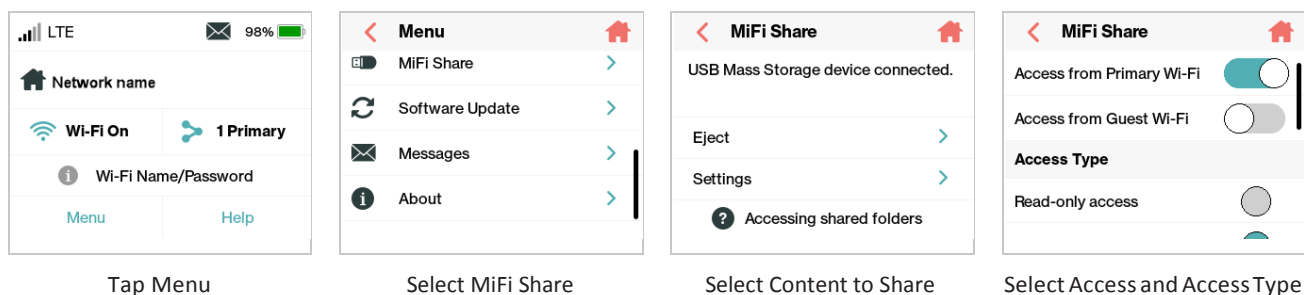 LTE
98%
Network name
Wi-Fi On
1 Primary
i Wi-Fi Name/Password
Menu
Help
Tap Menu
Menu
MiFi Share
Software Update
Messages
i About
Select MiFi Share
MiFi Share
USB Mass Storage device connected.
Eject
Settings
? Accessing shared folders
Select Content to Share
MiFi Share
Access from Primary Wi-Fi
Access from Guest Wi-Fi
Access Type
Read-only access
Select Access and Access Type